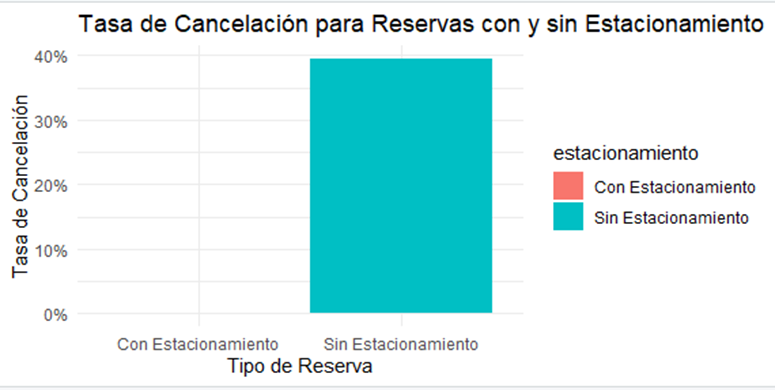 Tasa de Cancelación para Reservas con y sin Estacionamiento
Tasa de Cancelación
40%
30%
20%
10%
0%
Con Estacionamiento
Sin Estacionamiento
Tipo de Reserva
estacionamiento
Con Estacionamiento
Sin Estacionamiento